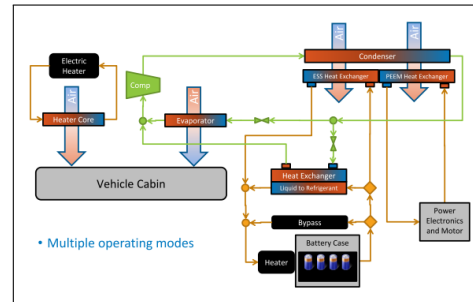 Air
Air
Condenser
Electric
Heater
ESS Heat Exchanger
PEEM Heat Exchanger
Comp
Air
Air
Heater Core
Evaporator
Heat Exchanger
Liquid to Refrigerant
Vehicle Cabin
Power
Electronics
and Motor
Bypass
• Multiple operating modes
Battery Case
Heater